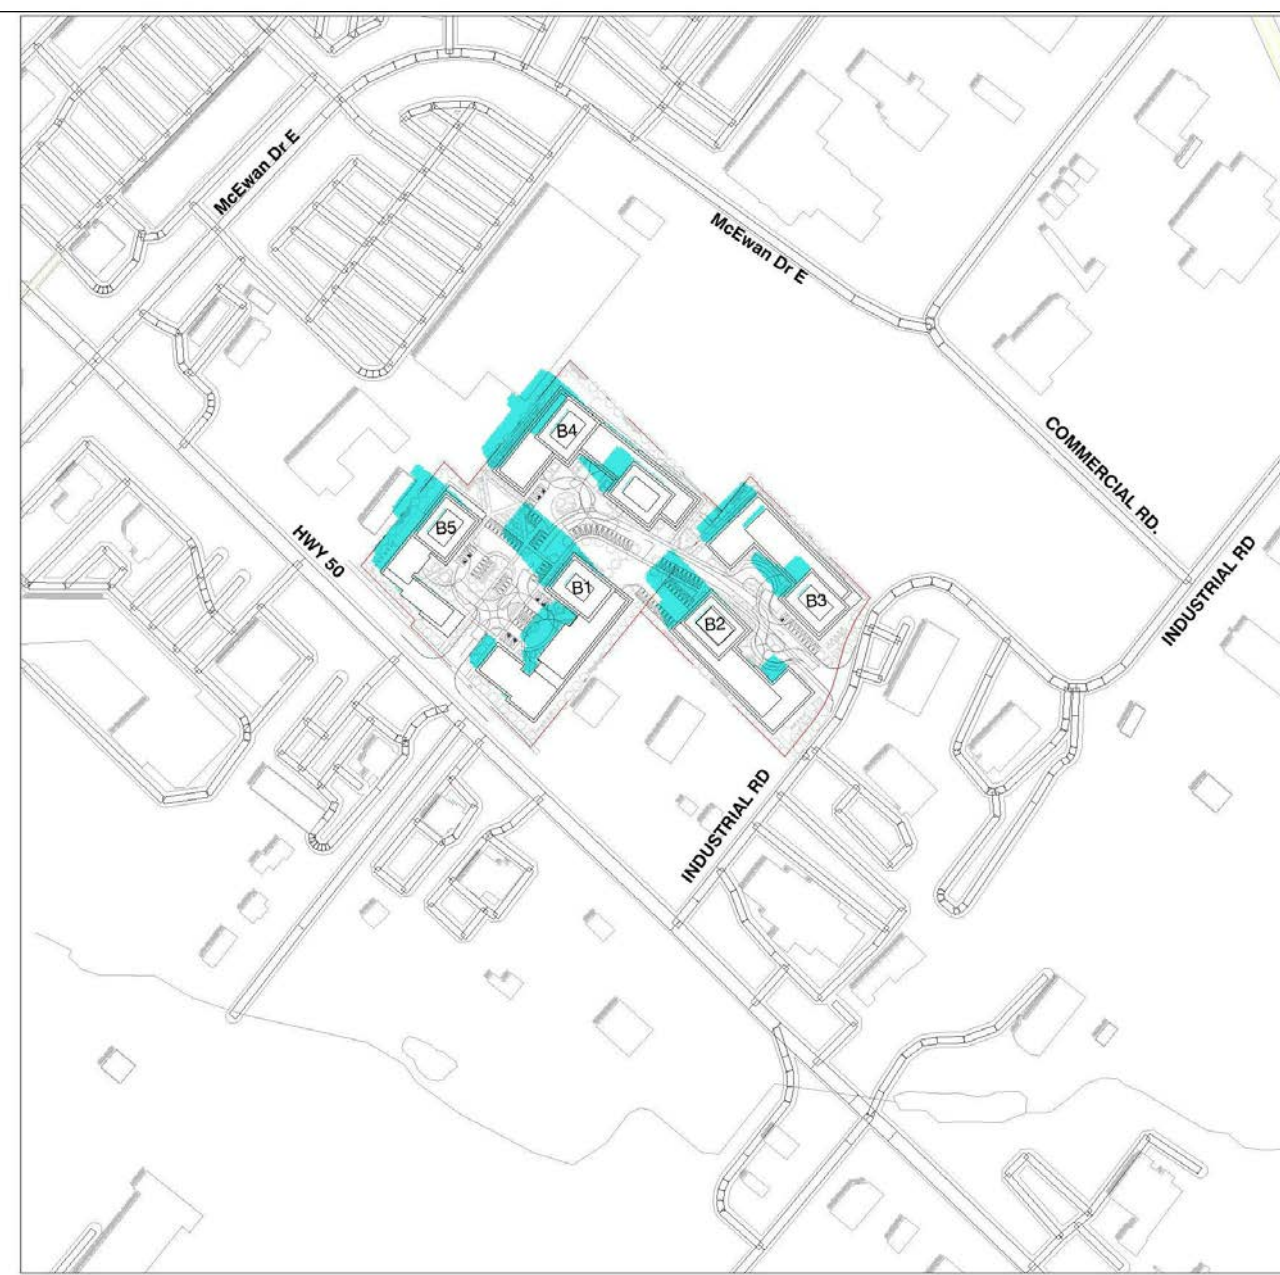 McEwan Dr E
McEwan Dr E
B4
COMMERCIAL RD.
B5
HWY 50
INDUSTRIAL RD
B1
B3
B2
INDUSTRIAL RD